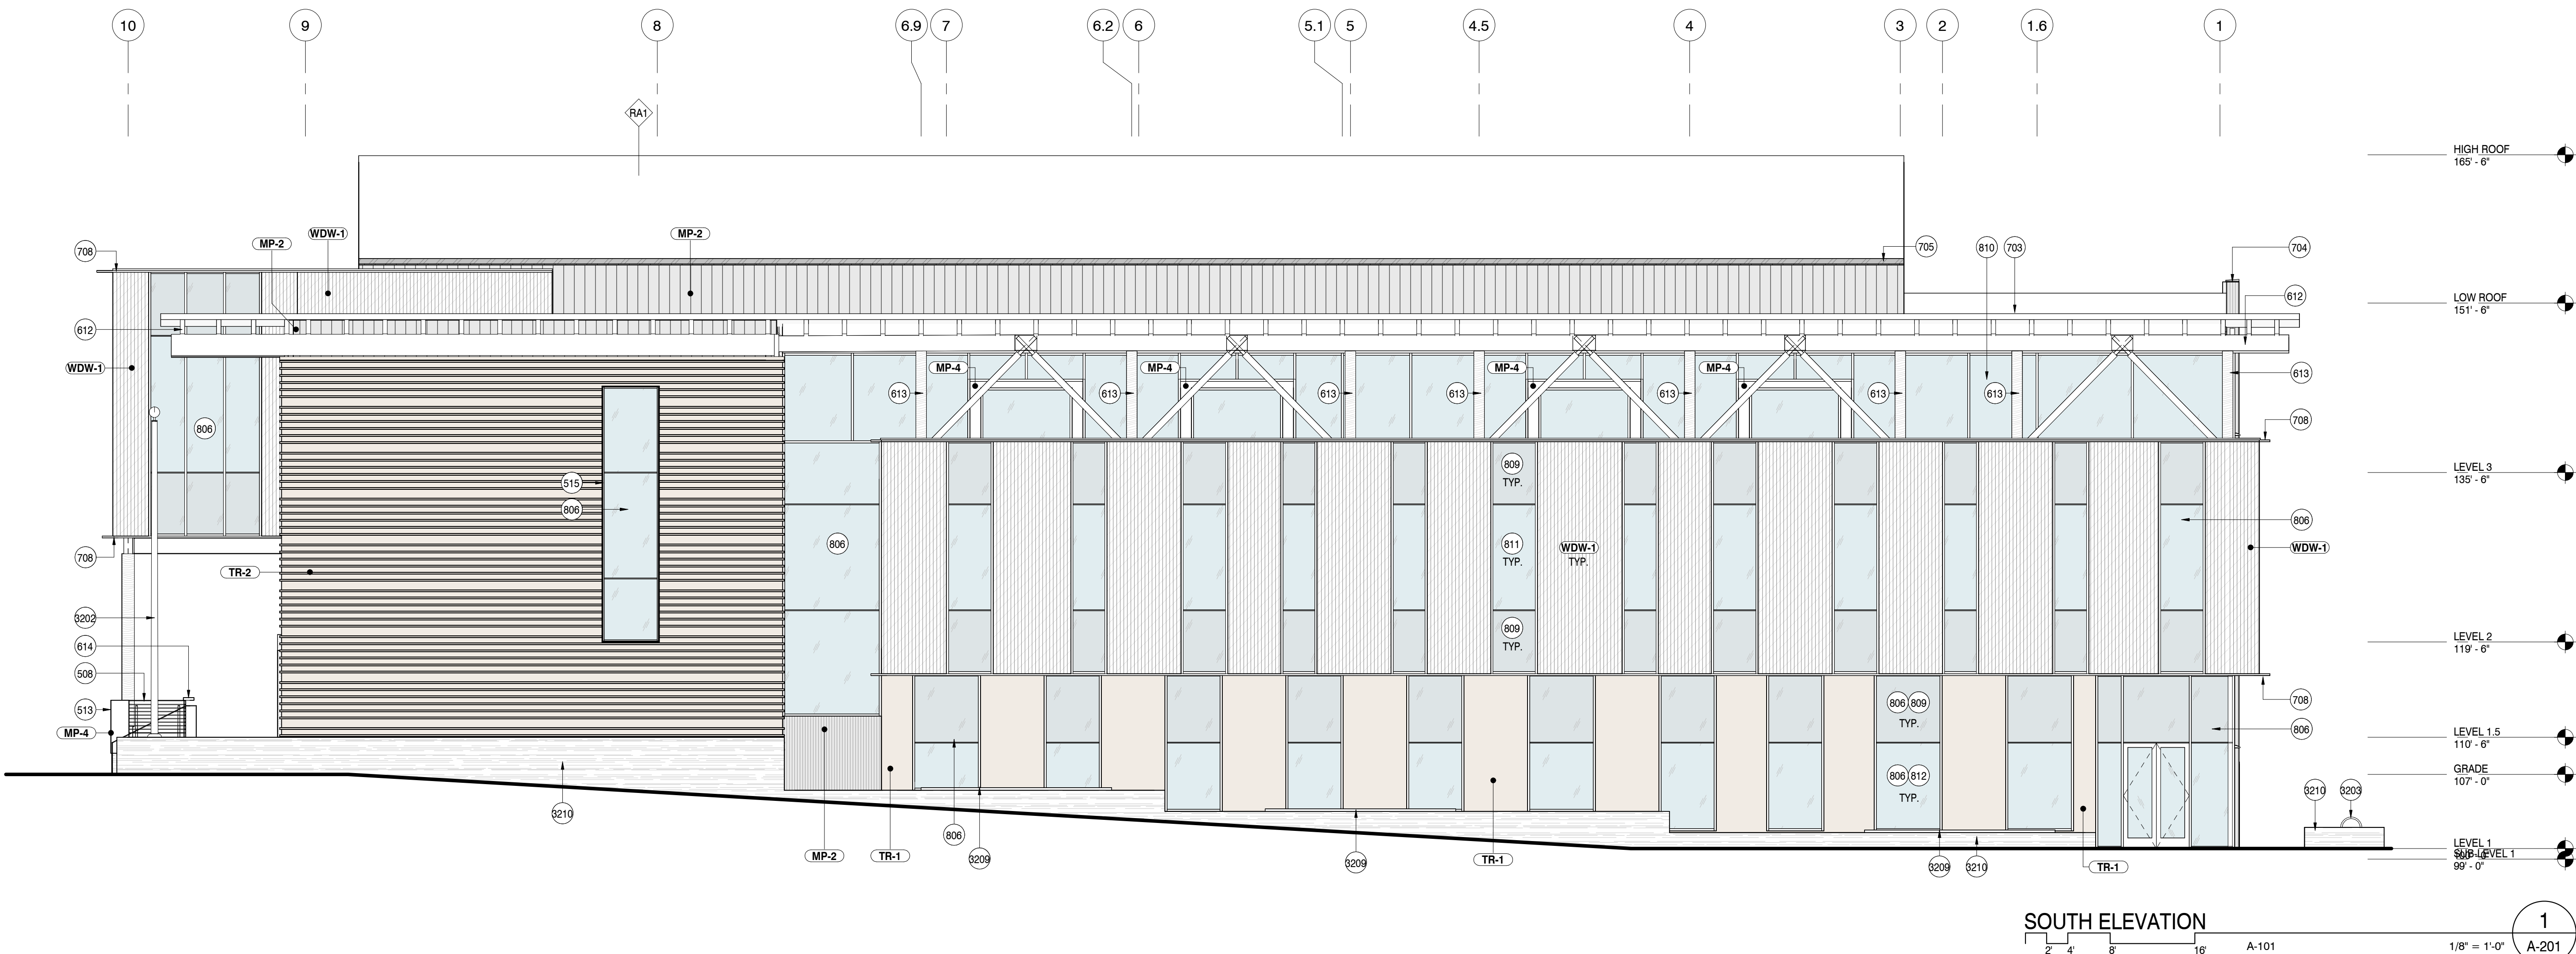 10
9
8
6.9
7
6.2
6
5.1
5
4.5
4
3
2
1.6
1
RA1
HIGH ROOF
165' - 6"
708
MP-2
WDW-1
MP-2
705
810
703
704
LOW ROOF
151' - 6"
612
612
WDW-1
MP-4
MP-4
MP-4
MP-4
613
613
613
613
613
613
613
613
708
806
809
TYP.
LEVEL 3
135' - 6"
515
806
806
806
811
TYP.
WDW-1
TYP.
WDW-1
708
TR-2
3202
809
TYP.
LEVEL 2
119' - 6"
614
508
513
MP-4
806
809
TYP.
708
806
LEVEL 1.5
110' - 6"
GRADE
107' - 0"
806
812
TYP.
3210
3203
3210
806
MP-2
TR-1
3209
3209
TR-1
3209
3210
TR-1
LEVEL 1
SUB-LEVEL 1
99' - 0"
SOUTH ELEVATION
1
2'
4'
8'
16'
A-101
1/8" = 1'-0"
A-201